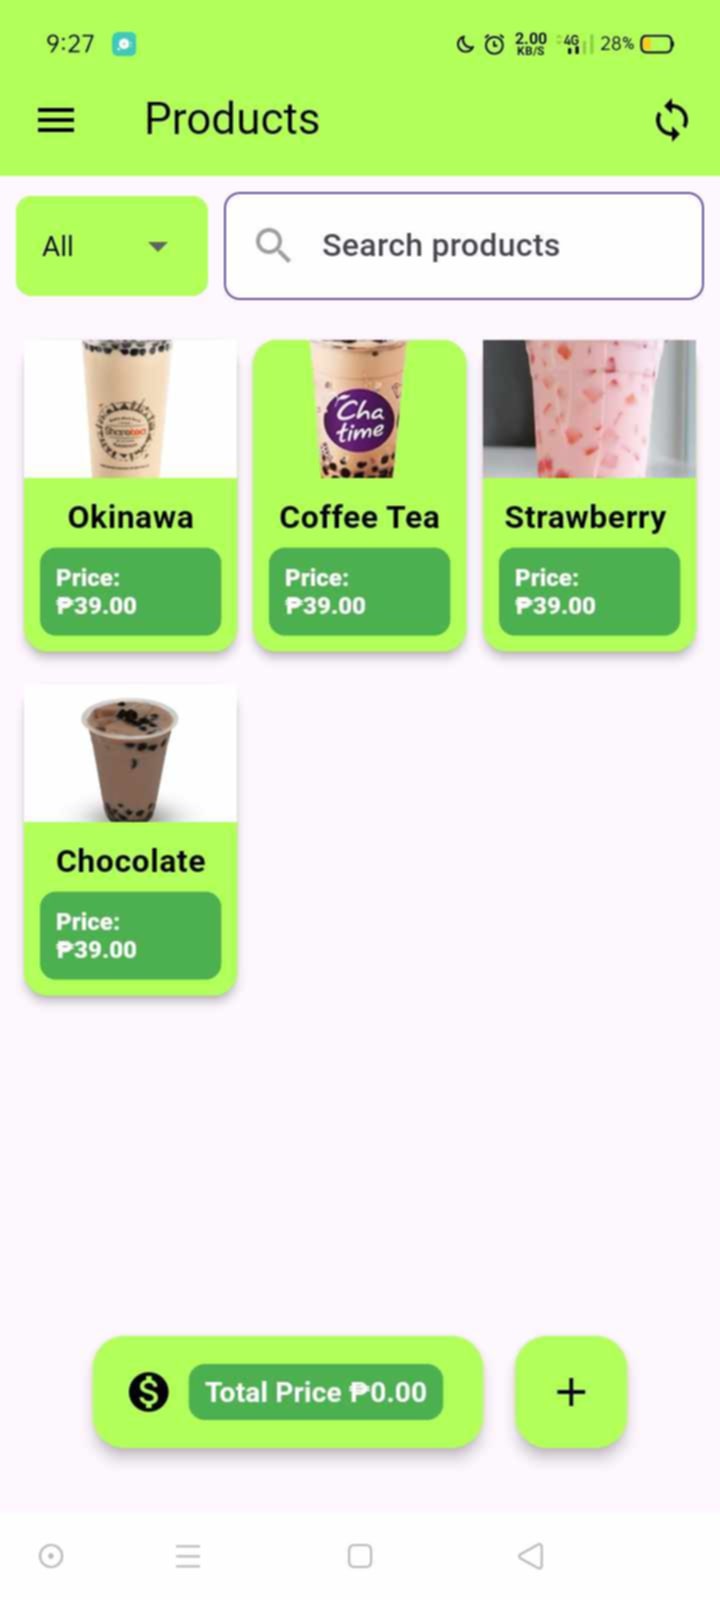 9:27
2.00
KB/S
4G
28%
Products
All
Search products
Sharetea
Cha
time
Okinawa
Coffee Tea
Strawberry
Price:
₱39.00
Price:
₱39.00
Price:
₱39.00
Chocolate
Price:
₱39.00
Total Price ₱0.00